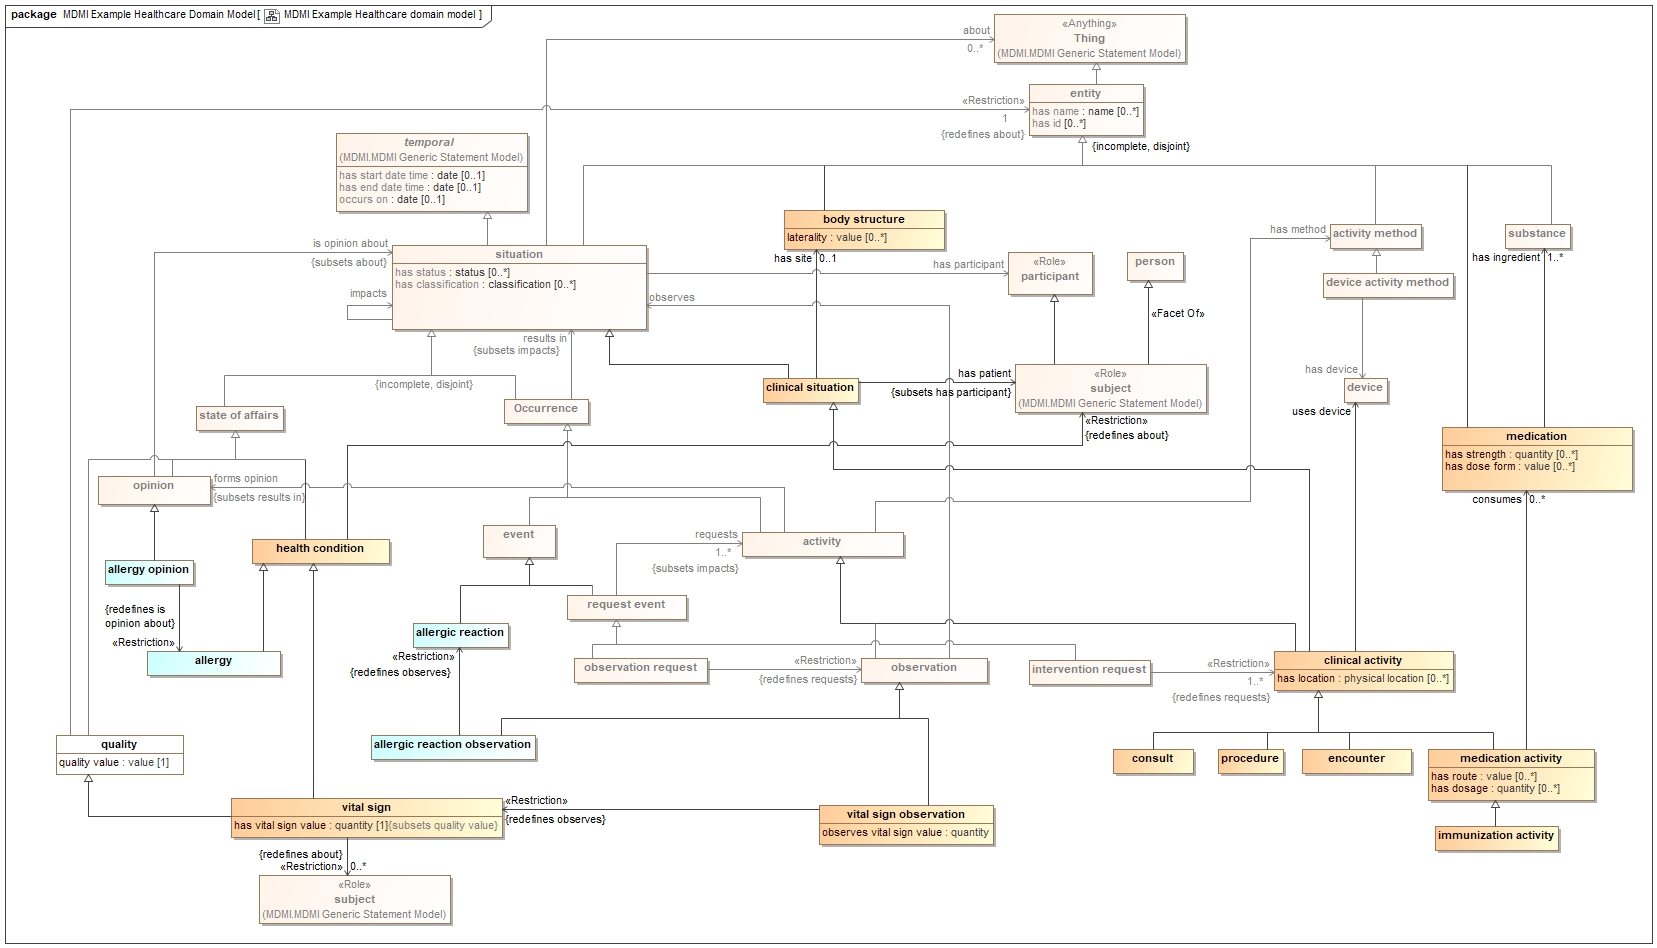 package MDMI Example Healthcare Domain Model [ MDMI Example Healthcare domain model ]
«Anything»
Thing
(MDMI.MDMI Generic Statement Model)
about
0..*
entity
has name : name [0..*]
has id [0..*]
«Restriction»
1
{redefines about}
{incomplete, disjoint}
temporal
(MDMI.MDMI Generic Statement Model)
has start date time : date [0..1]
has end date time : date [0..1]
occurs on : date [0..1]
body structure
laterality : value [0..*]
has site 0..1
has method
activity method
substance
has ingredient 1..*
is opinion about
{subsets about}
situation
has status : status [0..*]
has classification : classification [0..*]
impacts
has participant
«Role»
participant
person
device activity method
observes
«Facet Of»
results in
{subsets impacts}
{incomplete, disjoint}
clinical situation
has patient
{subsets has participant}
«Role»
subject
(MDMI.MDMI Generic Statement Model)
has device
device
uses device
state of affairs
Occurrence
«Restriction»
{redefines about}
medication
has strength : quantity [0..*]
has dose form : value [0..*]
consumes 0..*
opinion
forms opinion
{subsets results in}
event
requests
1..*
{subsets impacts}
activity
health condition
allergy opinion
{redefines is
opinion about}
«Restriction»
allergy
request event
allergic reaction
«Restriction»
{redefines observes}
observation request
«Restriction»
{redefines requests}
observation
intervention request
«Restriction»
1..*
{redefines requests}
clinical activity
has location : physical location [0..*]
quality
quality value : value [1]
allergic reaction observation
consult
procedure
encounter
medication activity
has route : value [0..*]
has dosage : quantity [0..*]
vital sign
has vital sign value : quantity [1]{subsets quality value}
«Restriction»
{redefines observes}
vital sign observation
observes vital sign value : quantity
immunization activity
{redefines about}
«Restriction» 0..*
«Role»
subject
(MDMI.MDMI Generic Statement Model)